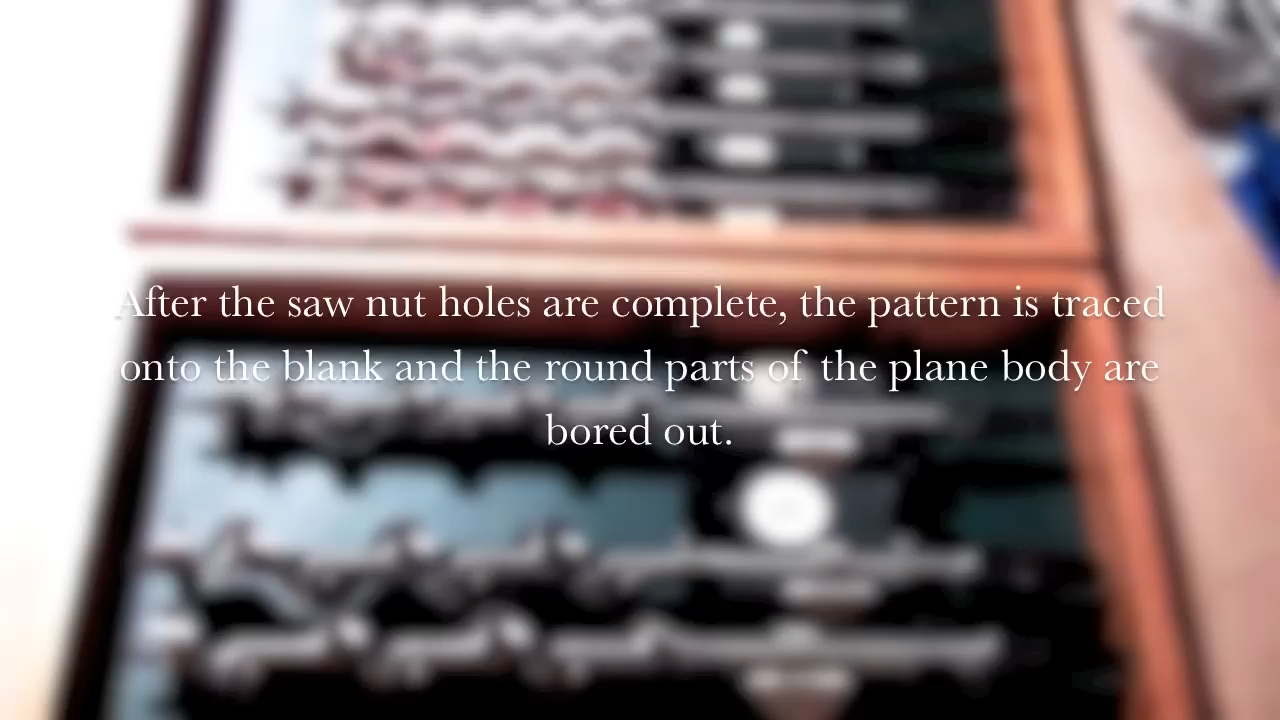 After the saw nut holes are complete, the pattern is traced
onto the blank and the round parts of the plane body are
bored out.